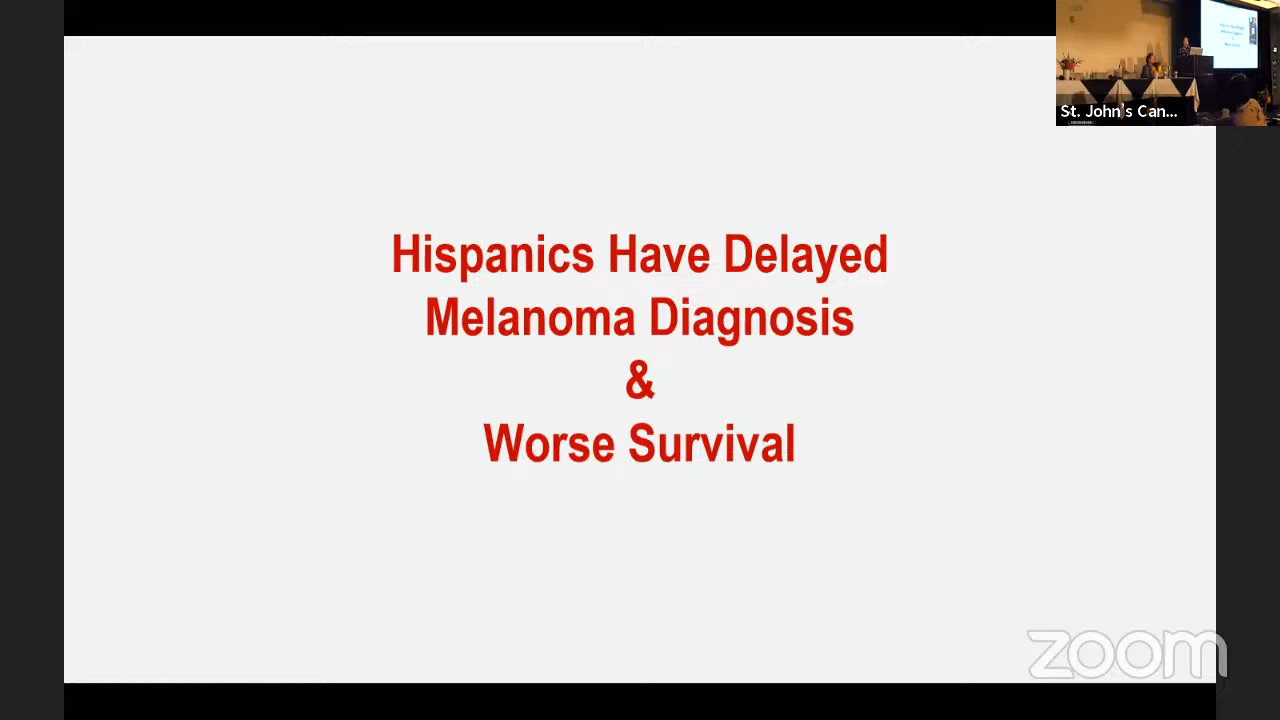 St. John's Can...
Hispanics Have Delayed
Melanoma Diagnosis
&
Worse Survival
zoom